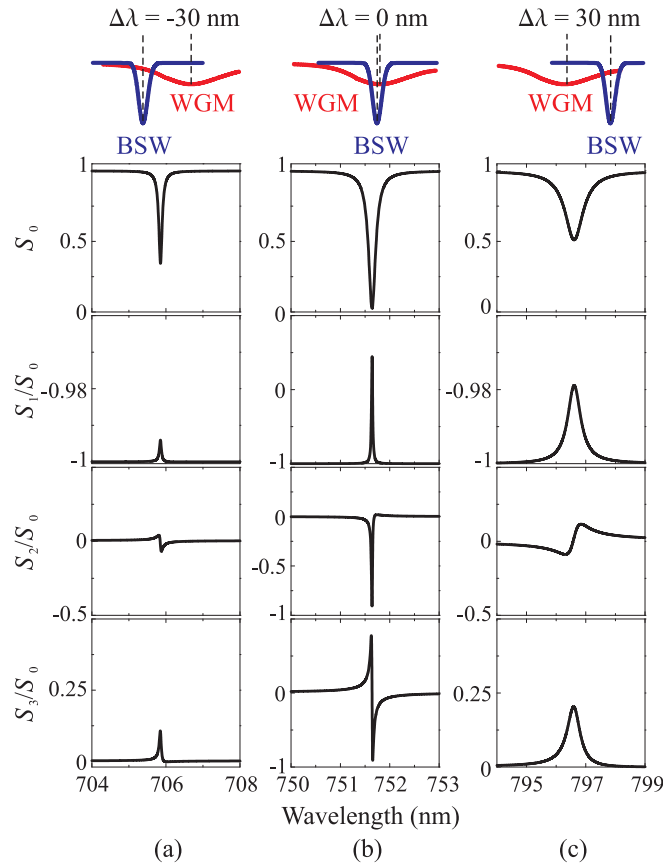 Δλ = -30 nm Δλ = 0 nm Δλ = 30 nm
WGM WGM WGM
BSW BSW BSW
1 1 1
S₀ 0.5 0.5 0.5
0 0 0
S₁/S₀ -0.98 0 -0.98
-1 -1 -1
S₂/S₀ 0 0 0
-0.5
-0.5 -1 -0.5
S₃/S₀ 0.25 1 0.25
0
0 -1 0
704 706 708 750 751 752 753 795 797 799
Wavelength (nm)
(a) (b) (c)